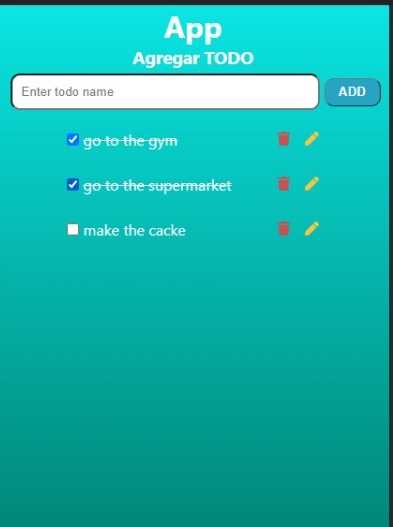 App
Agregar TODO
Enter todo name
ADD
go to the gym
go to the supermarket
make the cacke